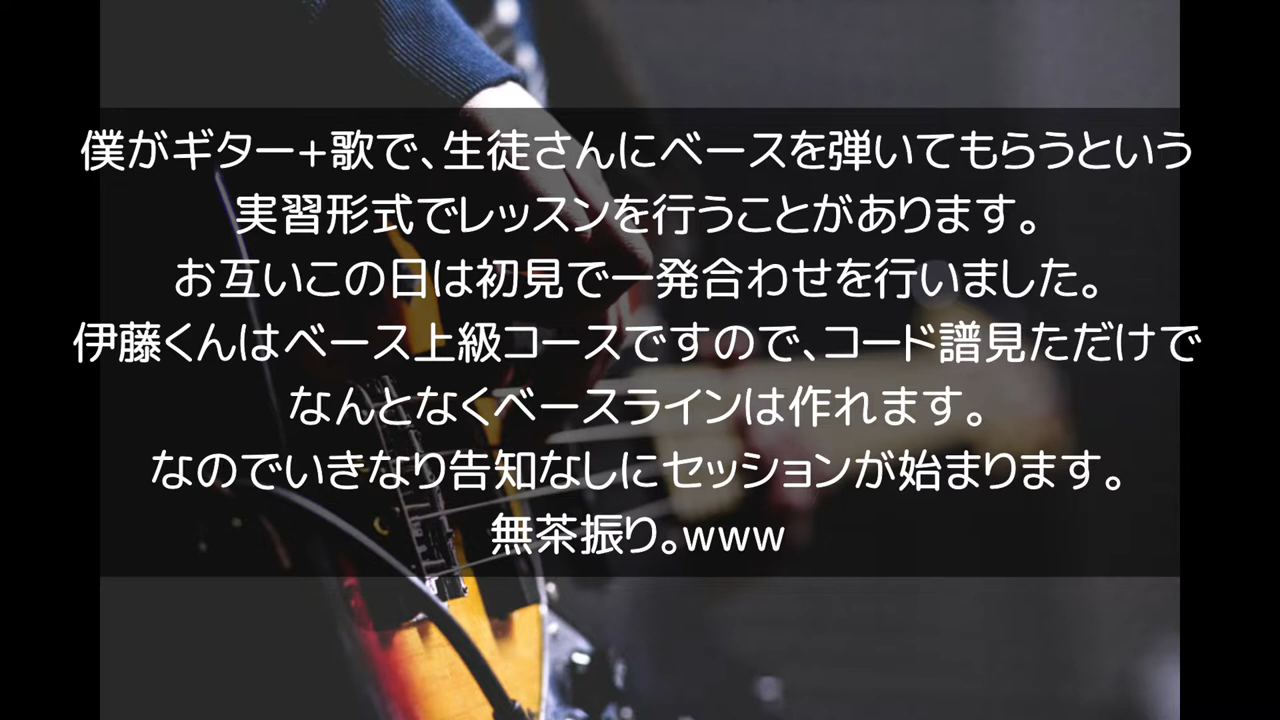 僕がギター+歌で、生徒さんにベースを弾いてもらうという
実習形式でレッスンを行うことがあります。
お互いこの日は初見で一発合わせを行いました。
伊藤くんはベース上級コースですので、コード譜見ただけで
なんとなくベースラインは作れます。
なのでいきなり告知なしにセッションが始まります。
無茶振り。www